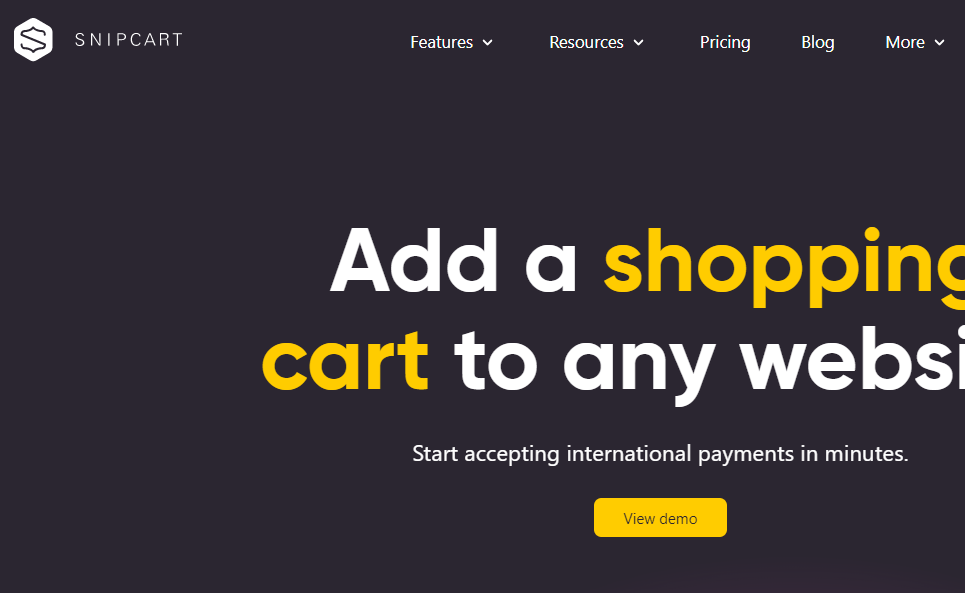 SNIPCART
Features
Resources
Pricing
Blog
More
Add a shopping
cart to any websi
Start accepting international payments in minutes.
View demo